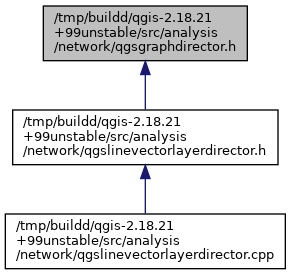 /tmp/buildd/qgis-2.18.21
+99unstable/src/analysis
/network/qgsgraphdirector.h
/tmp/buildd/qgis-2.18.21
+99unstable/src/analysis
/network/qgslinevectorlayerdirector.h
/tmp/buildd/qgis-2.18.21
+99unstable/src/analysis
/network/qgslinevectorlayerdirector.cpp